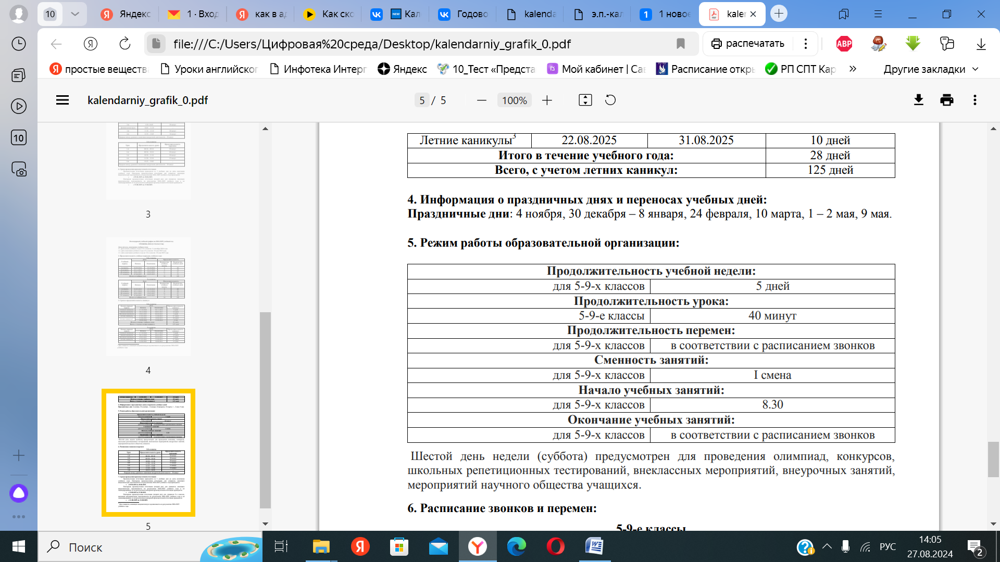 10
Яндекс
1 · Вход
как в ад
Как ско
Кал
Годово
kalenda
э.п.-кал
1 новое
kaler
file:///C:/Users/Цифровая%20среда/Desktop/kalendarniy_grafik_0.pdf
распечатать
ABP
простые вещества
Уроки английског
Инфотека Интерг
Яндекс
10_Тест «Предста
Мой кабинет | Сав
Расписание откры
РП СПТ Кар
»
Другие закладки
10
kalendarniy_grafik_0.pdf
5 / 5
100%
3
4
5
Летние каникулы3 22.08.2025 31.08.2025 10 дней
Итого в течение учебного года: 28 дней
Всего, с учетом летних каникул: 125 дней
4. Информация о праздничных днях и переносах учебных дней:
Праздничные дни: 4 ноября, 30 декабря – 8 января, 24 февраля, 10 марта, 1 – 2 мая, 9 мая.
5. Режим работы образовательной организации:
Продолжительность учебной недели:
для 5-9-х классов 5 дней
Продолжительность урока:
5-9-е классы 40 минут
Продолжительность перемен:
для 5-9-х классов в соответствии с расписанием звонков
Сменность занятий:
для 5-9-х классов I смена
Начало учебных занятий:
для 5-9-х классов 8.30
Окончание учебных занятий:
для 5-9-х классов в соответствии с расписанием звонков
Шестой день недели (суббота) предусмотрен для проведения олимпиад, конкурсов,
школьных репетиционных тестирований, внеклассных мероприятий, внеурочных занятий,
мероприятий научного общества учащихся.
6. Расписание звонков и перемен:
5-9-е классы
Поиск
РУС
14:05
27.08.2024
2